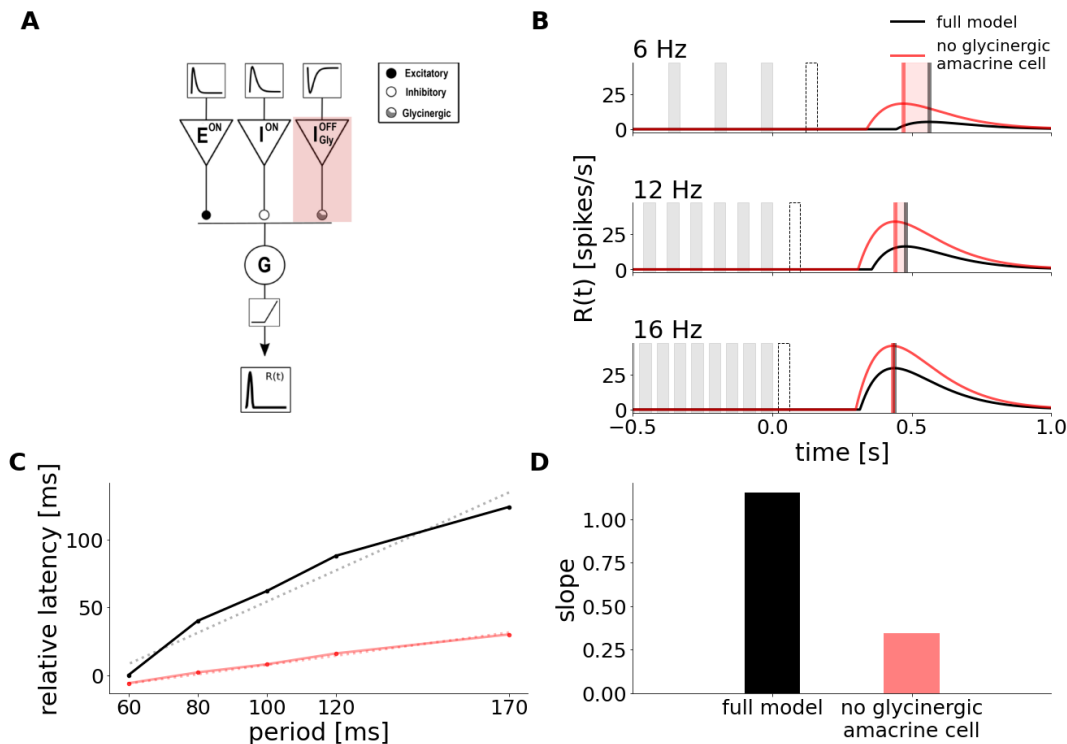 A
E ON
I ON
I OFF Gly
Excitatory
Inhibitory
Glycinergic
G
R(t)
B
full model
no glycinergic
amacrine cell
6 Hz
25
0
12 Hz
25
0
16 Hz
25
0
R(t) [spikes/s]
−0.5
0.0
0.5
1.0
time [s]
C
relative latency [ms]
100
50
0
60
80
100
120
170
period [ms]
D
slope
1.00
0.75
0.50
0.25
0.00
full model
no glycinergic
amacrine cell